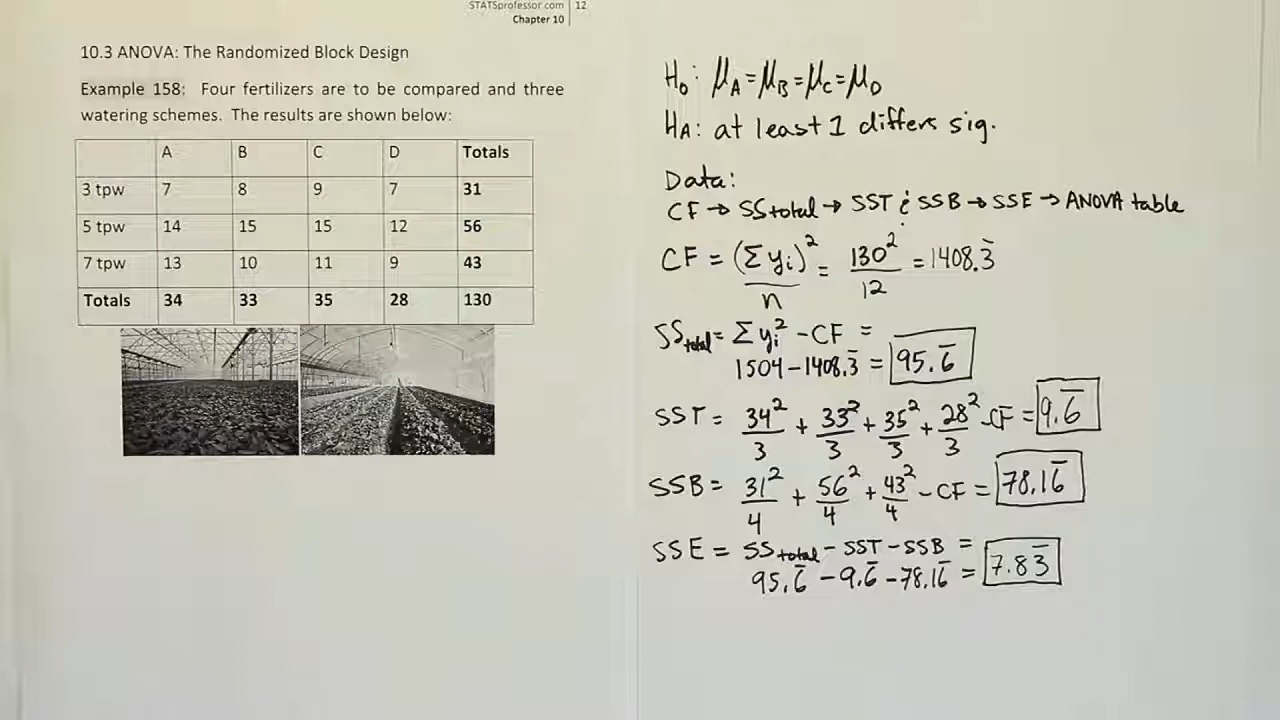 STATSprofessor.com | 12
Chapter 10
10.3 ANOVA: The Randomized Block Design
Example 158: Four fertilizers are to be compared and three
watering schemes. The results are shown below:
A B C D Totals
3 tpw 7 8 9 7 31
5 tpw 14 15 15 12 56
7 tpw 13 10 11 9 43
Totals 34 33 35 28 130
H₀: μA=μB=μC=μD
HA: at least 1 differs sig.
Data:
CF → SStotal → SST & SSB → SSE → ANOVA table
CF = (Σyᵢ)²/n = 130²/12 = 1408.3̄
SStotal = Σyᵢ² - CF =
1504 - 1408.3̄ = 95.6̄
SST = 34²/3 + 33²/3 + 35²/3 + 28²/3 - CF = 9.6̄
SSB = 31²/4 + 56²/4 + 43²/4 - CF = 78.16̄
SSE = SStotal - SST - SSB =
95.6̄ - 9.6̄ - 78.16̄ = 7.83̄